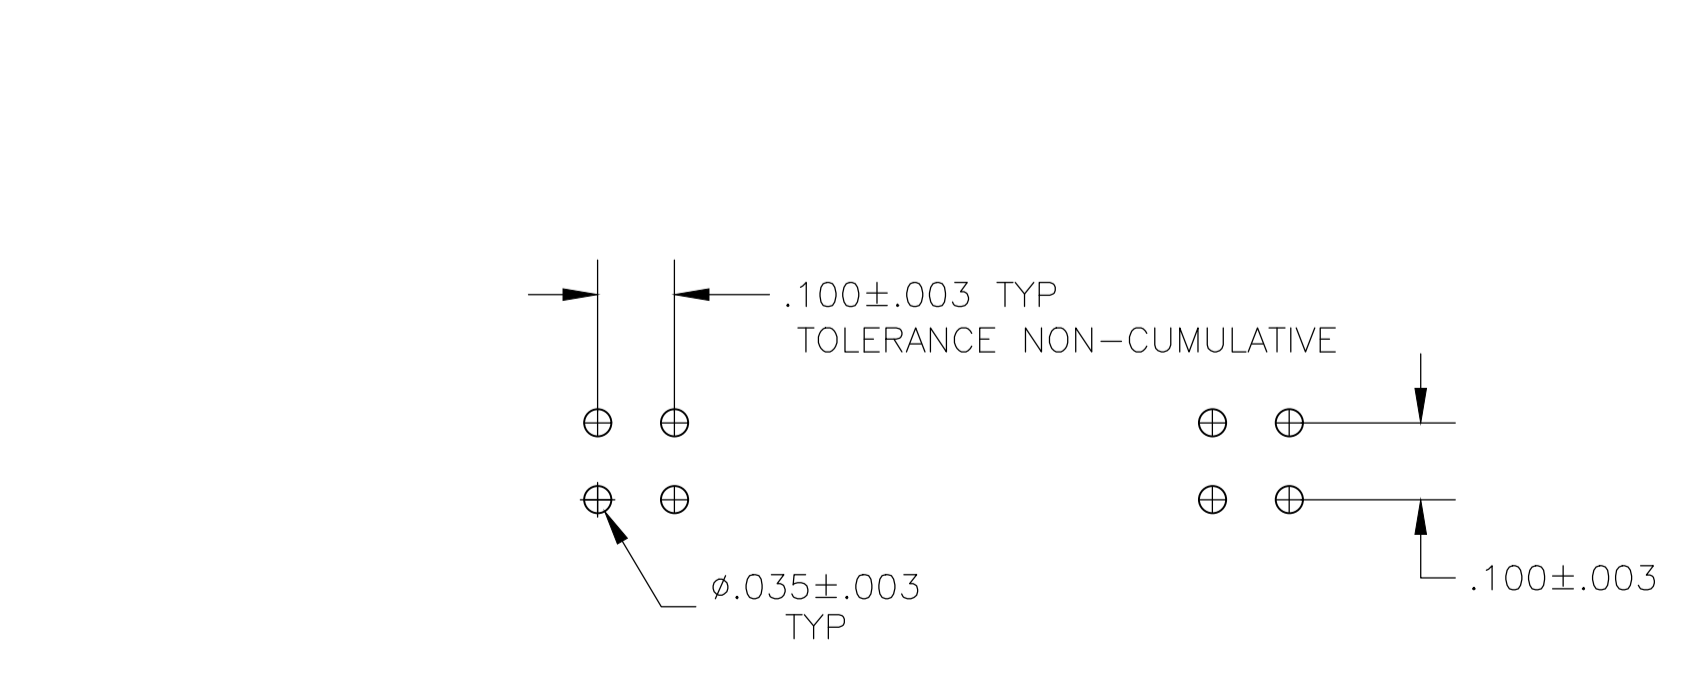 .100±.003 TYP
TOLERANCE NON-CUMULATIVE
⌀.035±.003
TYP
.100±.003